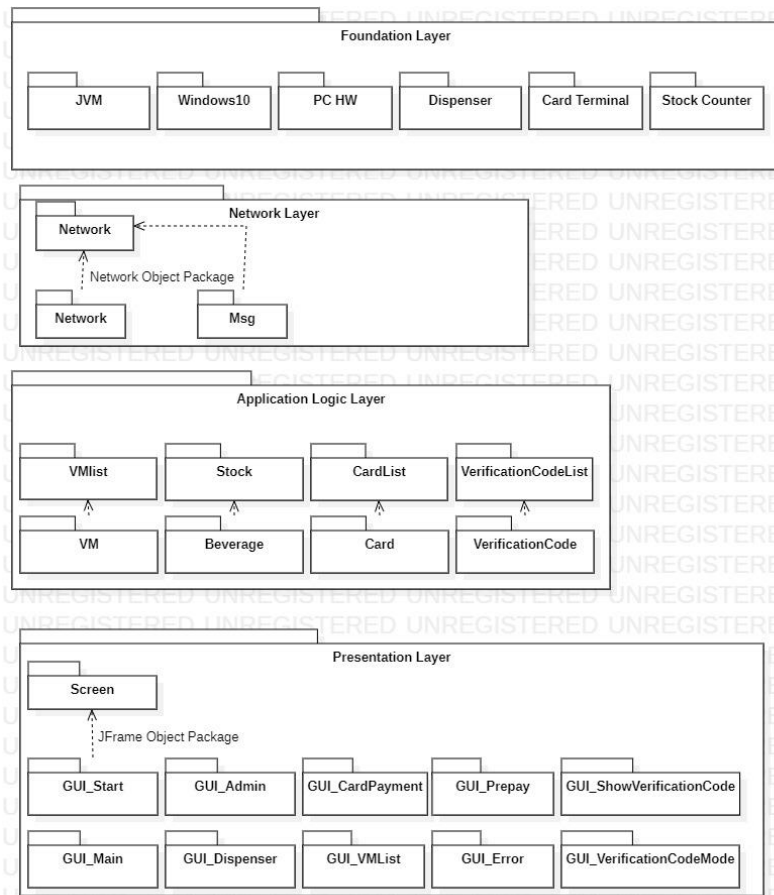 Foundation Layer
JVM
Windows10
PC HW
Dispenser
Card Terminal
Stock Counter
Network Layer
Network
Network Object Package
Network
Msg
Application Logic Layer
VMlist
Stock
CardList
VerificationCodeList
VM
Beverage
Card
VerificationCode
Presentation Layer
Screen
JFrame Object Package
GUI_Start
GUI_Admin
GUI_CardPayment
GUI_Prepay
GUI_ShowVerificationCode
GUI_Main
GUI_Dispenser
GUI_VMList
GUI_Error
GUI_VerificationCodeMode